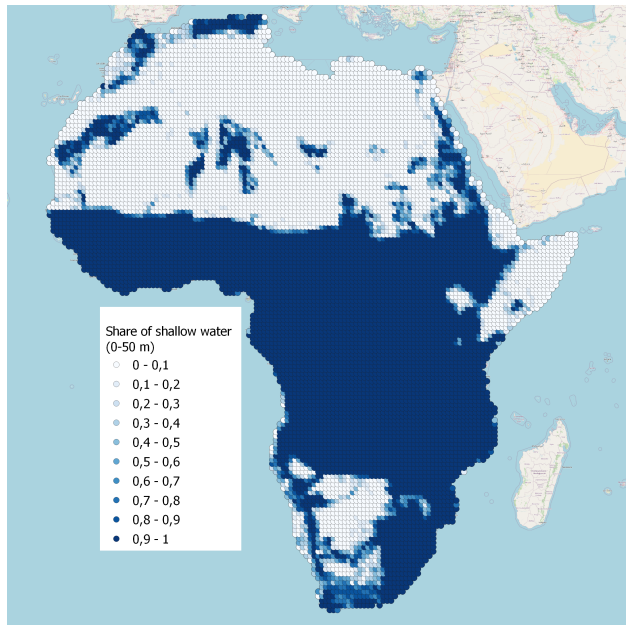 Share of shallow water
(0-50 m)
0 - 0,1
0,1 - 0,2
0,2 - 0,3
0,3 - 0,4
0,4 - 0,5
0,5 - 0,6
0,6 - 0,7
0,7 - 0,8
0,8 - 0,9
0,9 - 1